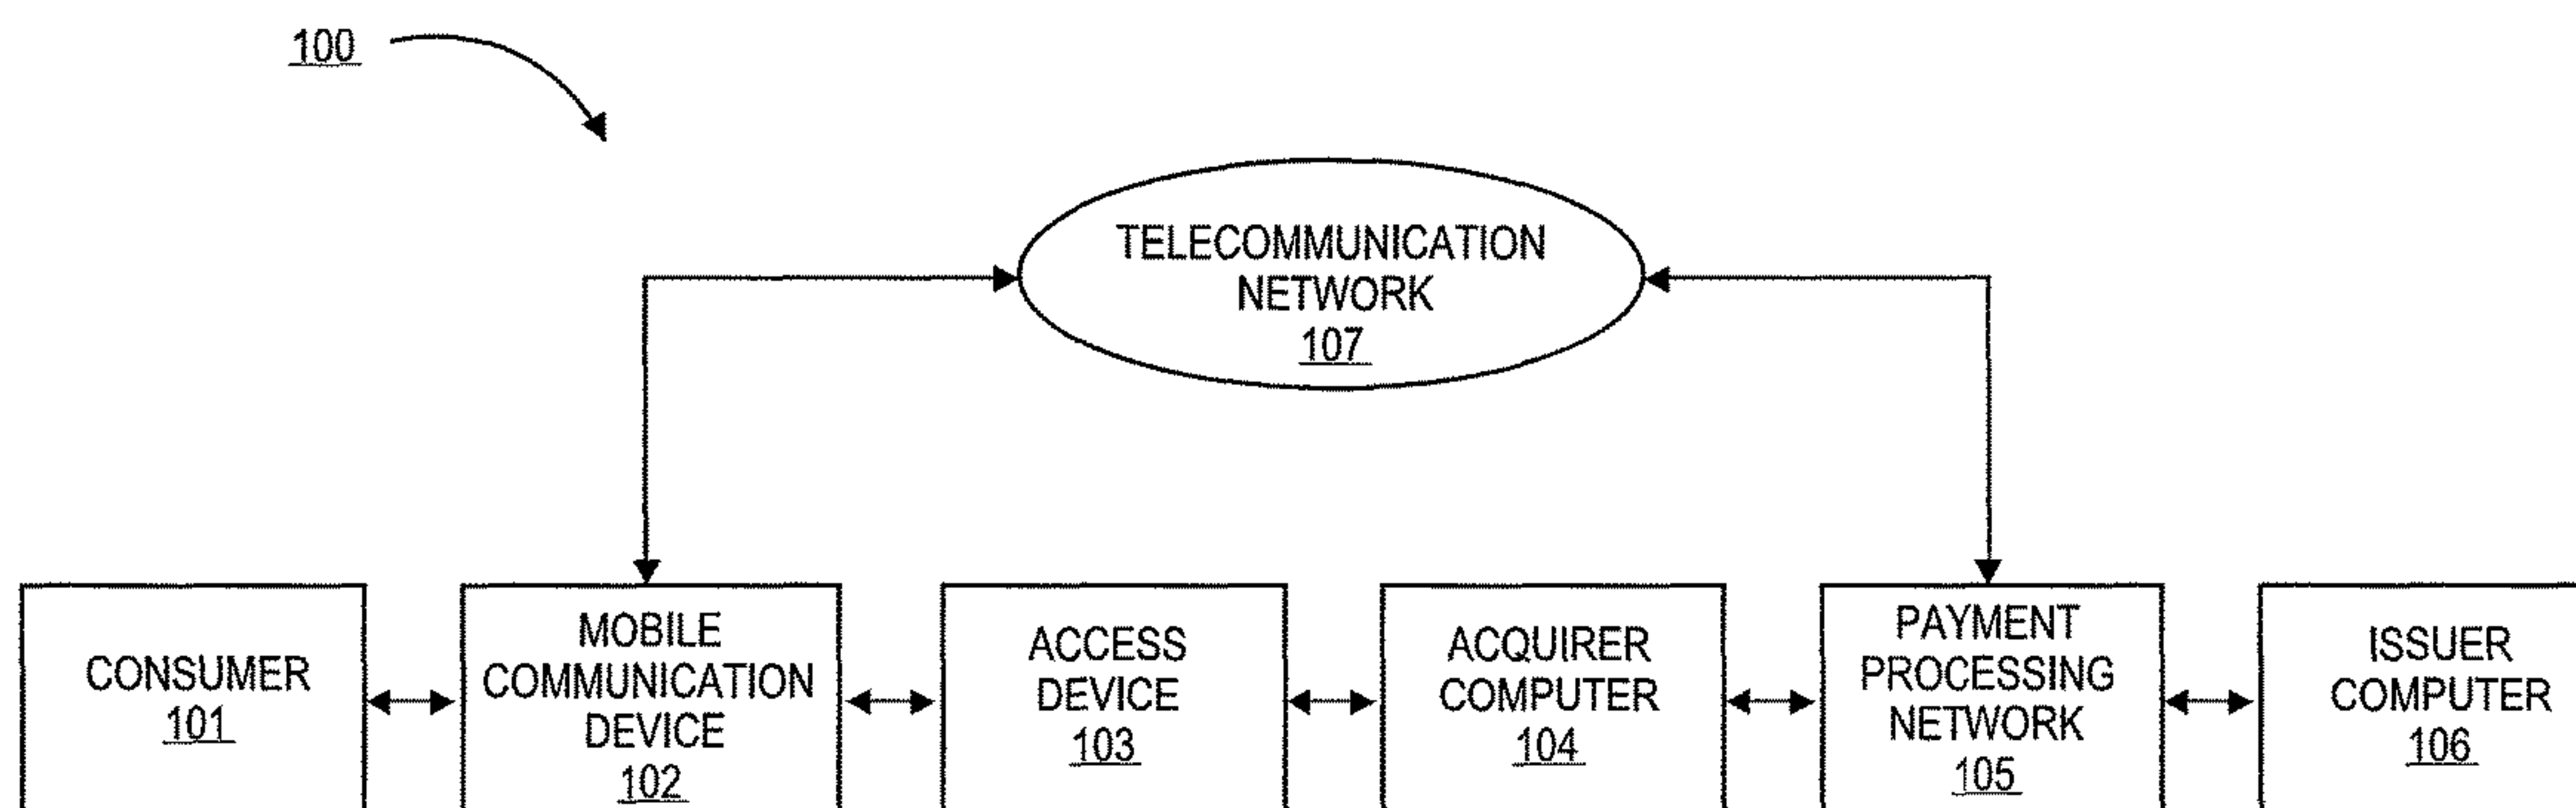 100
TELECOMMUNICATION
NETWORK
107
CONSUMER
101
MOBILE
COMMUNICATION
DEVICE
102
ACCESS
DEVICE
103
ACQUIRER
COMPUTER
104
PAYMENT
PROCESSING
NETWORK
105
ISSUER
COMPUTER
106